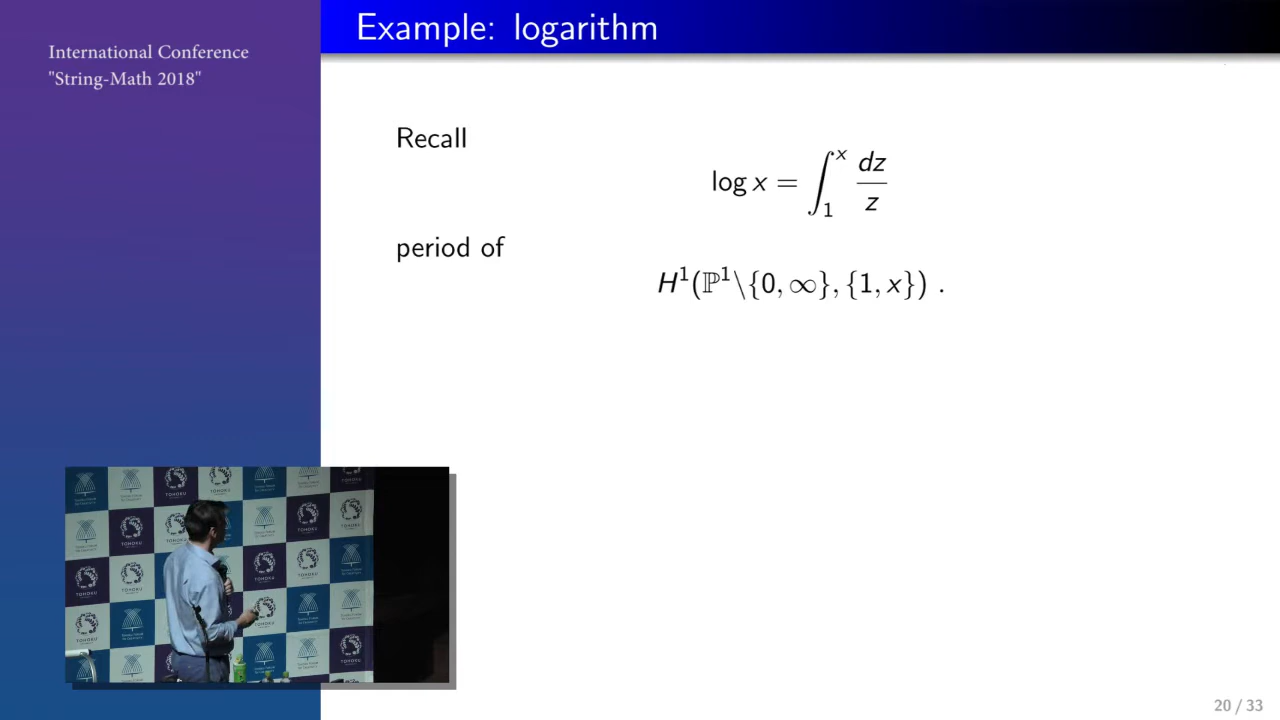 International Conference
"String-Math 2018"
Example: logarithm
Recall
log x = ∫₁ˣ dz/z
period of
H¹(ℙ¹\{0, ∞}, {1, x}) .
TOHOKU
20 / 33